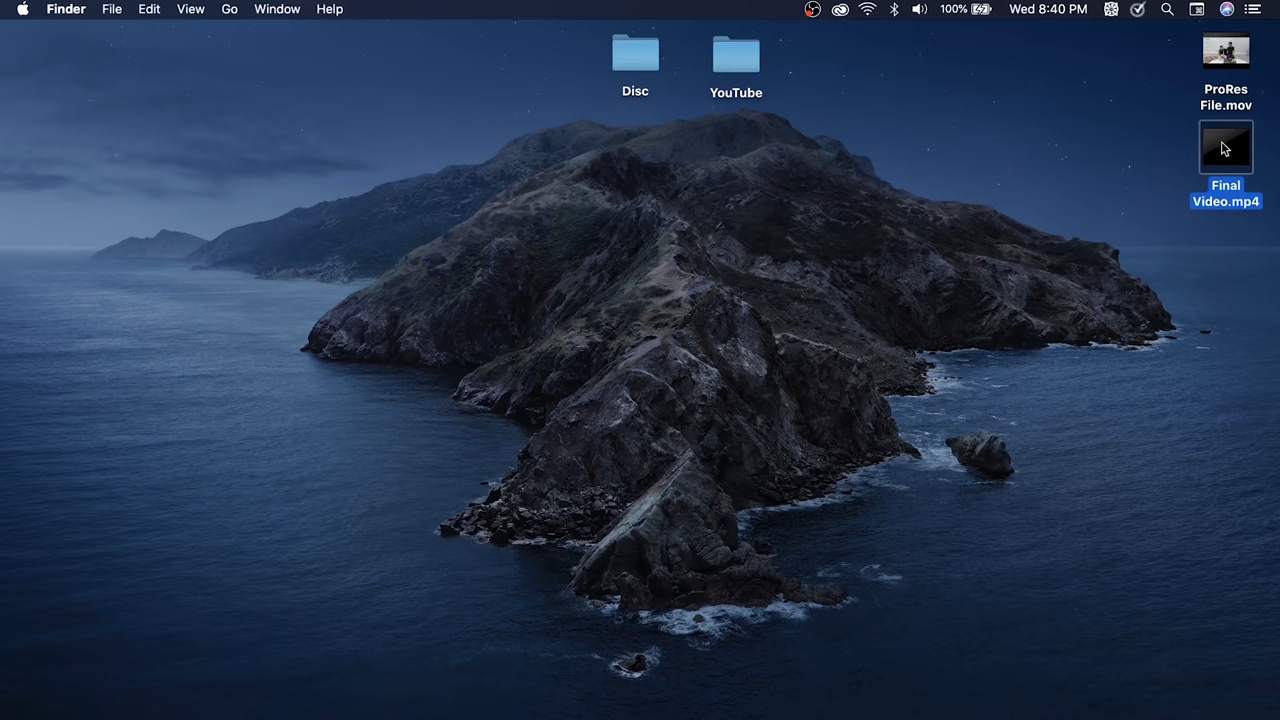 Finder File Edit View Go Window Help 100% Wed 8:40 PM
Disc
YouTube
ProRes
File.mov
Final
Video.mp4